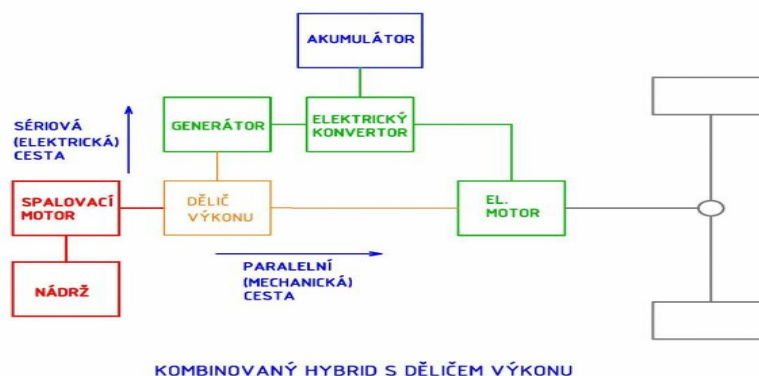 AKUMULÁTOR
SÉRIOVÁ
(ELEKTRICKÁ)
CESTA
GENERÁTOR
ELEKTRICKÝ
KONVERTOR
SPALOVACÍ
MOTOR
DĚLIČ
VÝKONU
EL.
MOTOR
NÁDRŽ
PARALELNÍ
(MECHANICKÁ)
CESTA
KOMBINOVANÝ HYBRID S DĚLIČEM VÝKONU